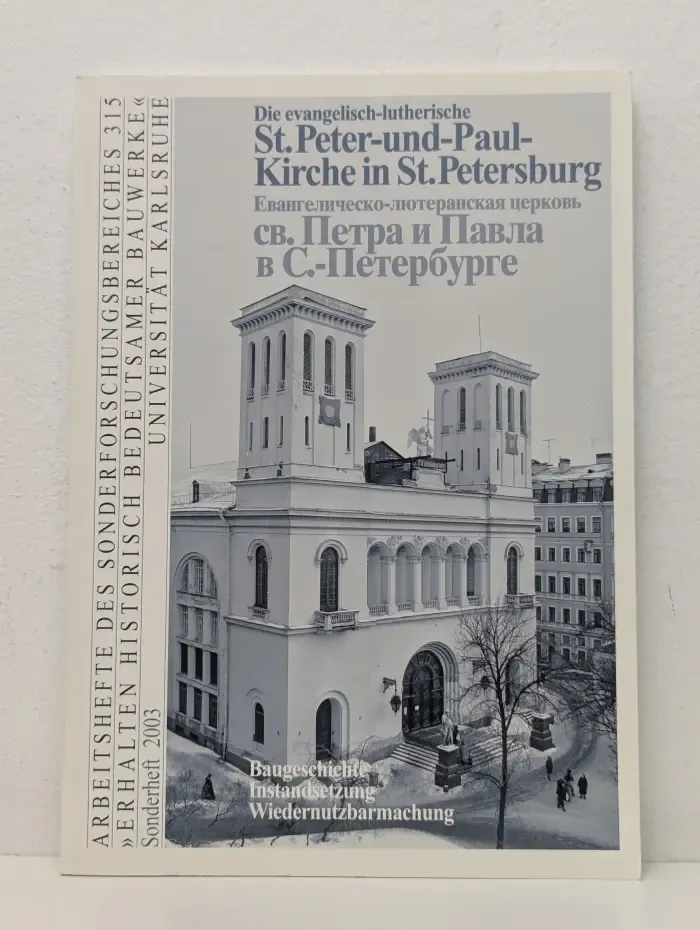 ARBEITSHEFTE DES SONDERFORSCHUNGSBEREICHES 315
»ERHALTEN HISTORISCH BEDEUTSAMER BAUWERKE«
UNIVERSITÄT KARLSRUHE
Sonderheft 2003
Die evangelisch-lutherische
St. Peter-und-Paul-
Kirche in St. Petersburg
Евангелическо-лютеранская церковь
св. Петра и Павла
в С.-Петербурге
Baugeschichte
Instandsetzung
Wiedernutzbarmachung